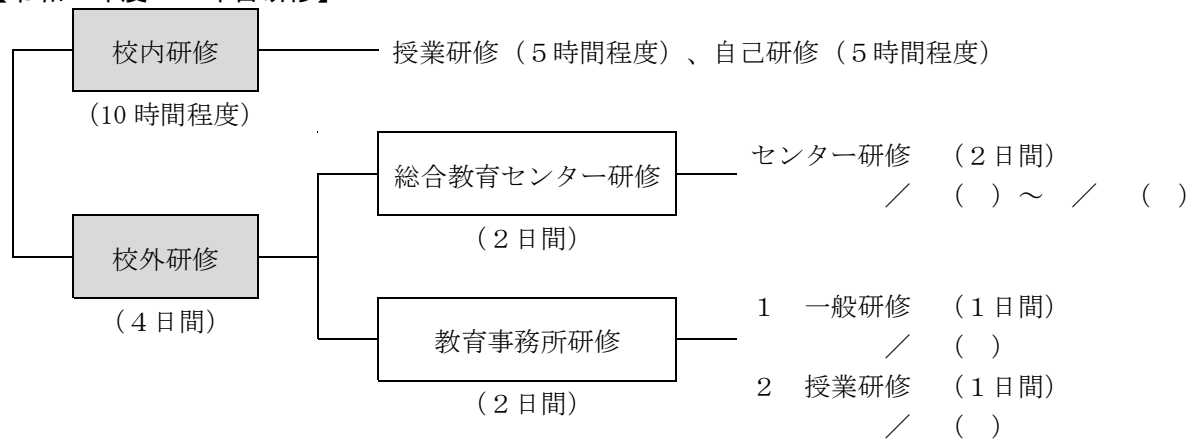 校内研修
授業研修（５時間程度）、自己研修（５時間程度）
（10 時間程度）
総合教育センター研修
センター研修　（２日間）
／　（　）～　／　（　）
（２日間）
校外研修
（４日間）
教育事務所研修
１　一般研修　（１日間）
／　（　）
２　授業研修　（１日間）
／　（　）
（２日間）